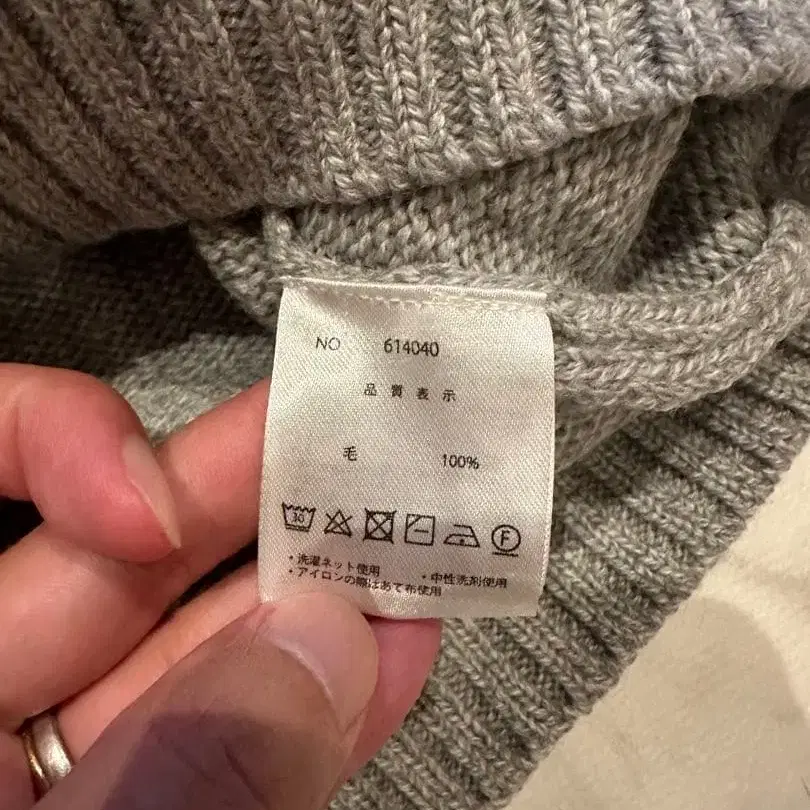 NO 614040
品質表示
毛 100%
30 F
・洗濯ネット使用 ・中性洗剤使用
・アイロンの際はあて布使用